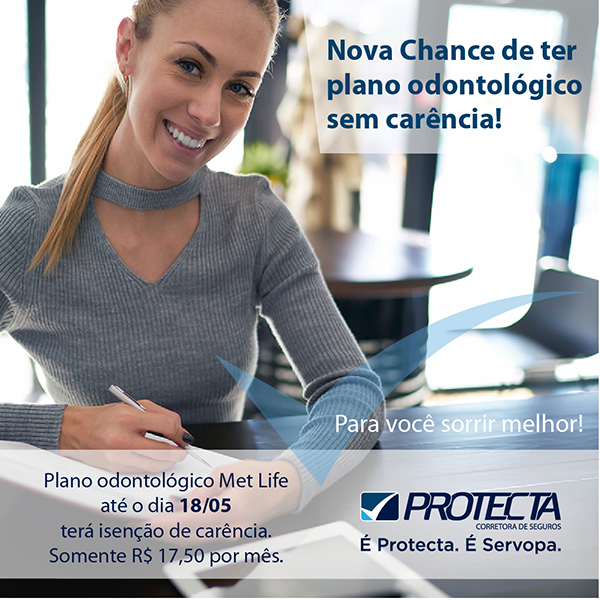 Nova Chance de ter
plano odontológico
sem carência!
Para você sorrir melhor!
Plano odontológico Met Life
até o dia 18/05
terá isenção de carência.
Somente R$ 17,50 por mês.
PROTECTA
CORRETORA DE SEGUROS
É Protecta. É Servopa.